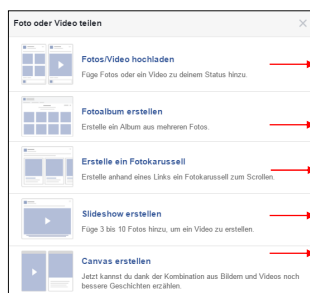 Foto oder Video teilen
Fotos/Video hochladen
Füge Fotos oder ein Video zu deinem Status hinzu.
Fotoalbum erstellen
Erstelle ein Album aus mehreren Fotos.
Erstelle ein Fotokarussell
Erstelle anhand eines Links ein Fotokarussell zum Scrollen.
Slideshow erstellen
Füge 3 bis 10 Fotos hinzu, um ein Video zu erstellen.
Canvas erstellen
Jetzt kannst du dank der Kombination aus Bildern und Videos noch
bessere Geschichten erzählen.